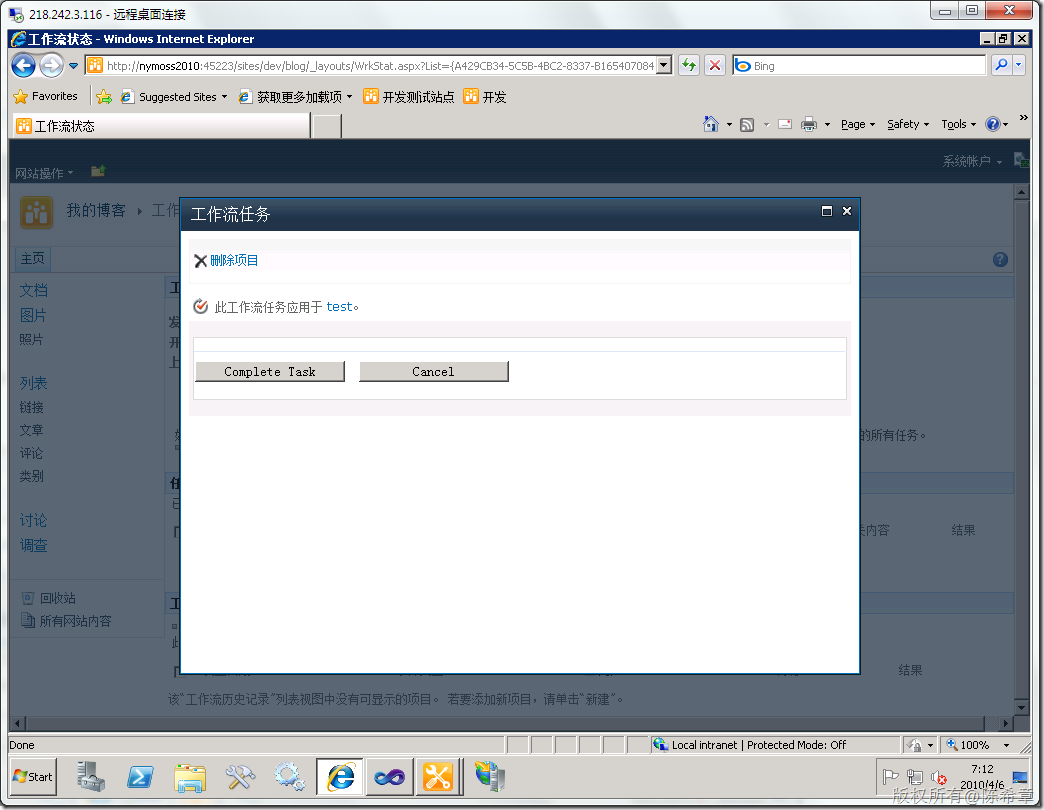 218.242.3.116 - 远程桌面连接
工作流状态 - Windows Internet Explorer
http://nymoss2010:45223/sites/dev/blog/_layouts/WrkStat.aspx?List={A429CB34-5C5B-4BC2-8337-B165407084
Bing
Favorites
Suggested Sites
获取更多加载项
开发测试站点
开发
工作流状态
Page
Safety
Tools
»
网站操作
系统帐户
我的博客
工作
主页
文档
图片
照片
列表
链接
文章
评论
类别
讨论
调查
回收站
所有网站内容
工作流任务
删除项目
此工作流任务应用于 test。
Complete Task
Cancel
的所有任务。
内容
结果
结果
该“工作流历史记录”列表视图中没有可显示的项目。 若要添加新项目，请单击“新建”。
Done
Local intranet | Protected Mode: Off
100%
Start
7:12
2010/4/6
版权所有@陈希章